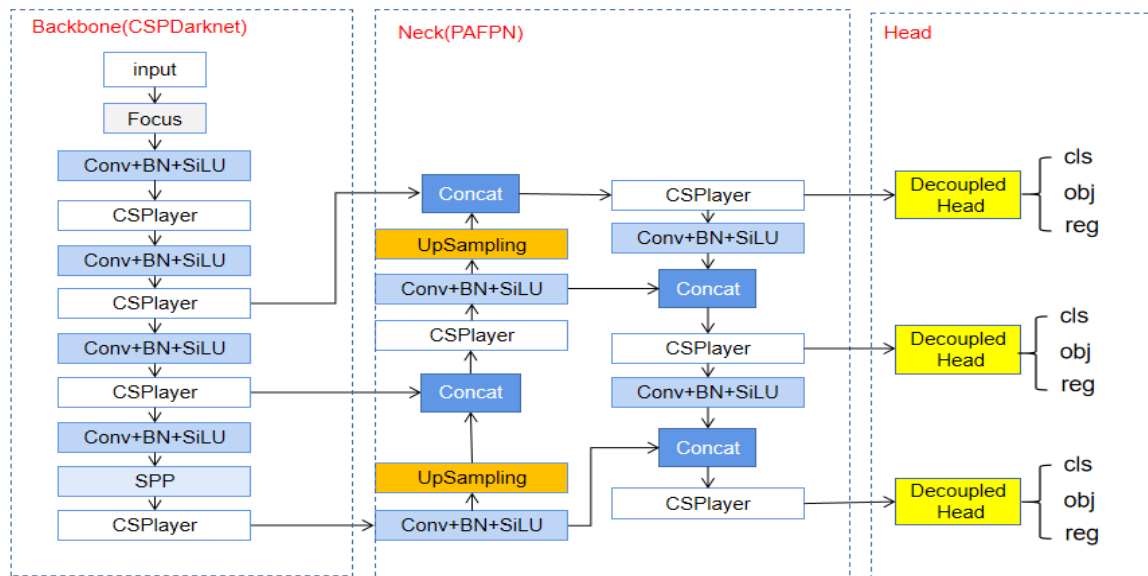 Backbone(CSPDarknet)
input
Focus
Conv+BN+SiLU
CSPlayer
Conv+BN+SiLU
CSPlayer
Conv+BN+SiLU
CSPlayer
Conv+BN+SiLU
SPP
CSPlayer
Neck(PAFPN)
Concat
UpSampling
Conv+BN+SiLU
CSPlayer
Concat
UpSampling
Conv+BN+SiLU
CSPlayer
Conv+BN+SiLU
Concat
CSPlayer
Conv+BN+SiLU
Concat
CSPlayer
Head
Decoupled
Head
cls
obj
reg
Decoupled
Head
cls
obj
reg
Decoupled
Head
cls
obj
reg